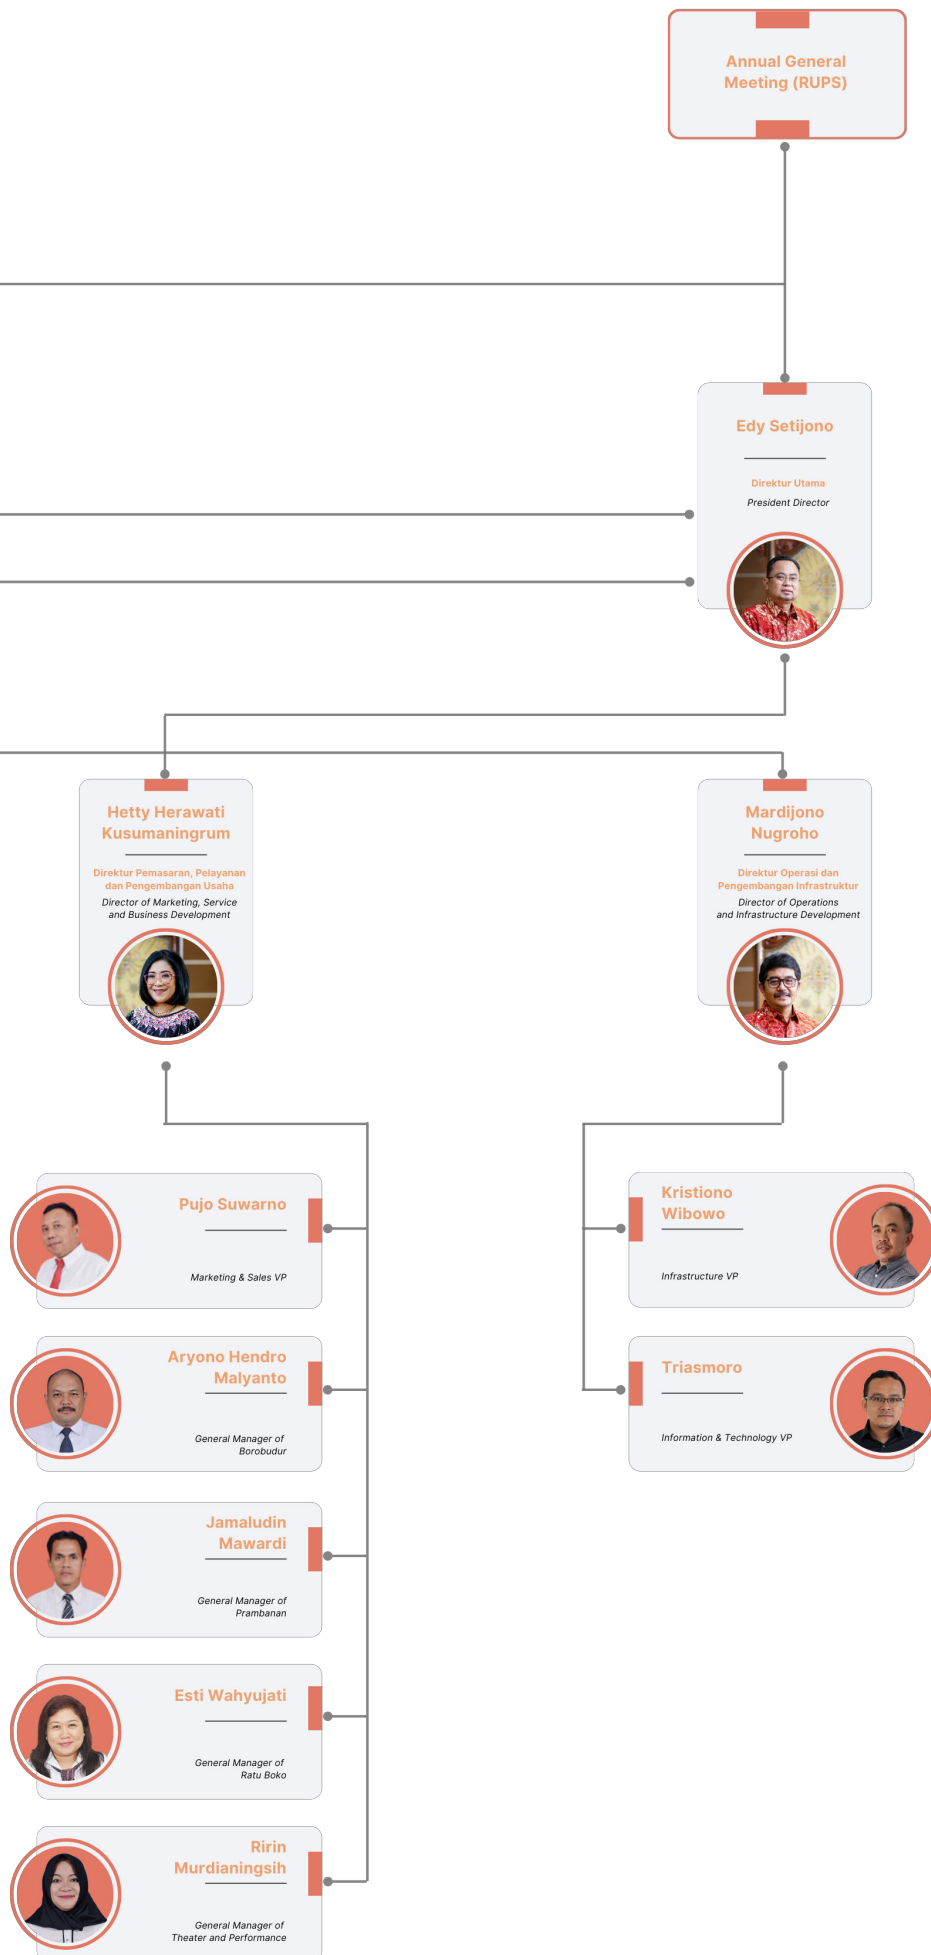 Annual General
Meeting (RUPS)
Edy Setijono
Direktur Utama
President Director
Hetty Herawati
Kusumaningrum
Direktur Pemasaran, Pelayanan
dan Pengembangan Usaha
Director of Marketing, Service
and Business Development
Mardijono
Nugroho
Direktur Operasi dan
Pengembangan Infrastruktur
Director of Operations
and Infrastructure Development
Pujo Suwarno
Marketing & Sales VP
Aryono Hendro
Malyanto
General Manager of
Borobudur
Jamaludin
Mawardi
General Manager of
Prambanan
Esti Wahyujati
General Manager of
Ratu Boko
Ririn
Murdianingsih
General Manager of
Theater and Performance
Kristiono
Wibowo
Infrastructure VP
Triasmoro
Information & Technology VP